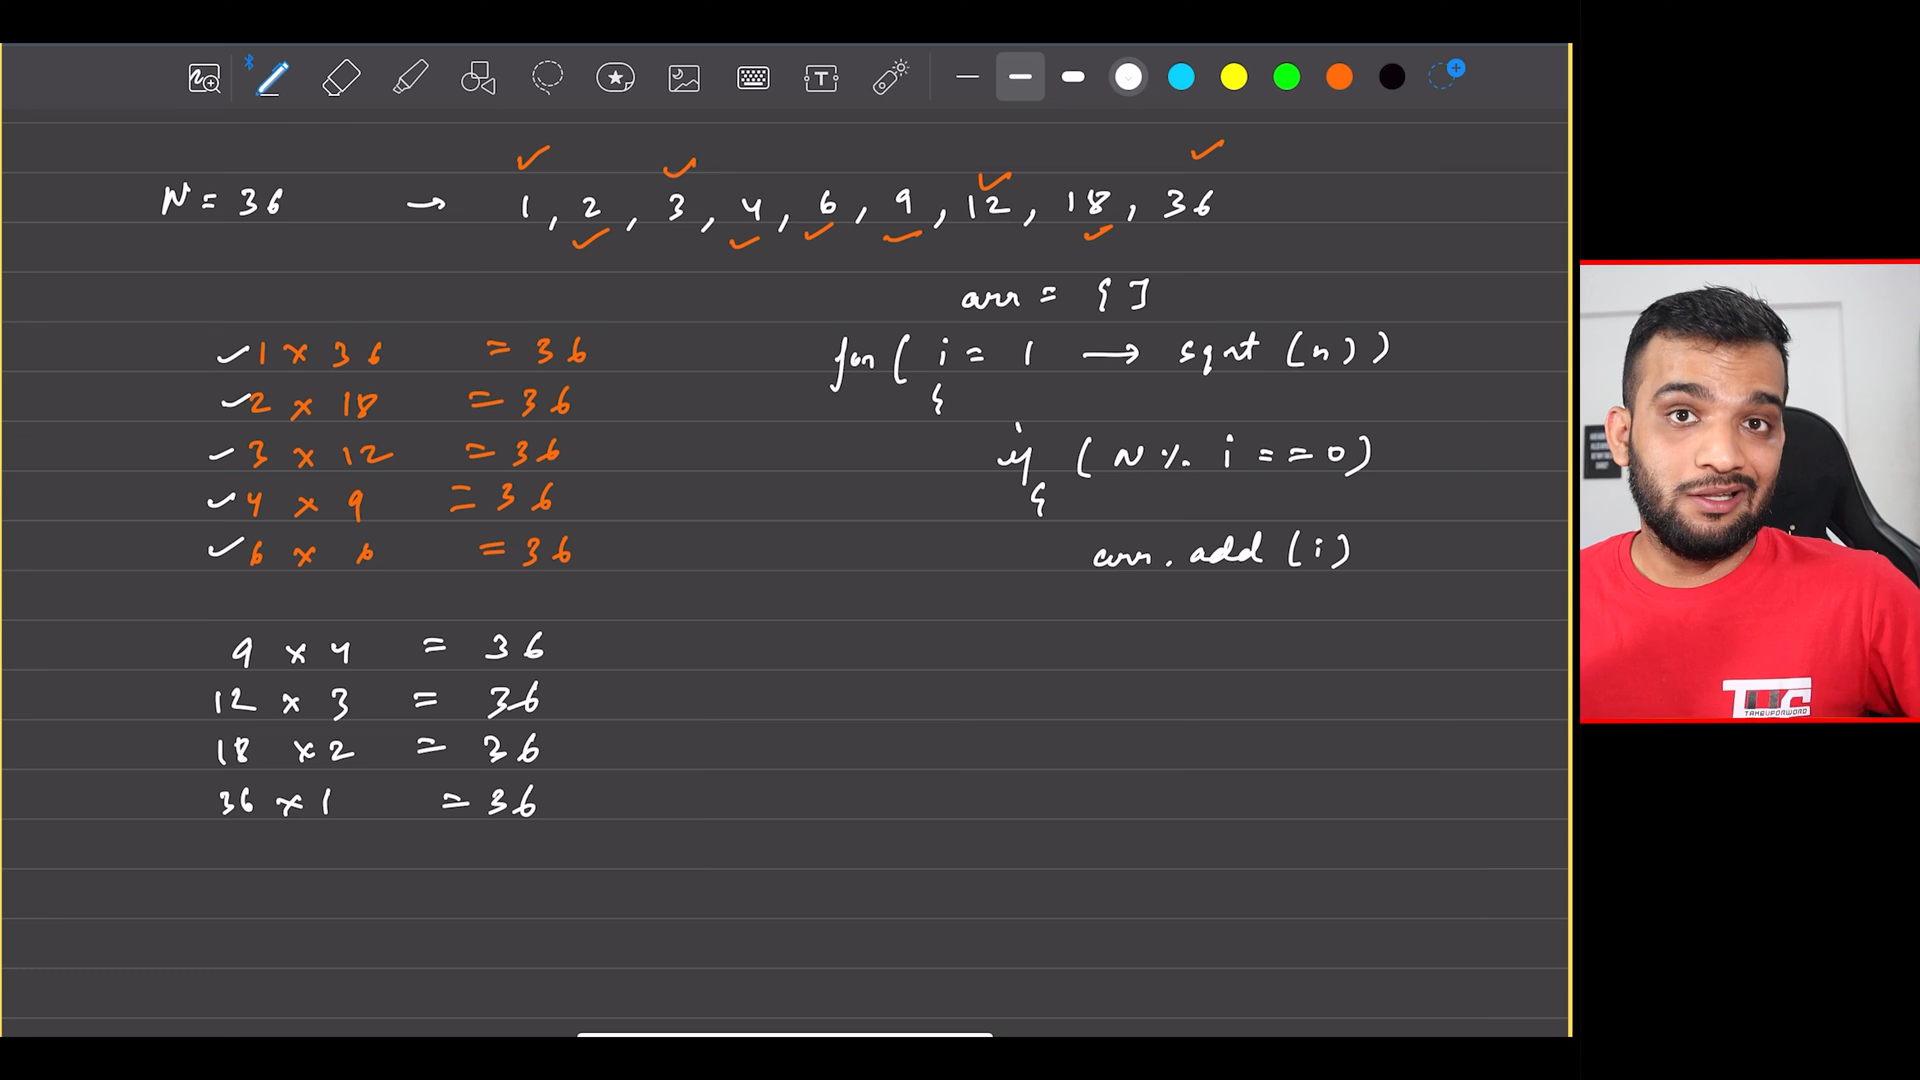 N = 36 → 1, 2, 3, 4, 6, 9, 12, 18, 36
arr = { ]
for ( i = 1 → sqrt (n) )
{
if ( N % i == 0 )
{
arr. add (i)
1 x 36 = 36
2 x 18 = 36
3 x 12 = 36
4 x 9 = 36
6 x 6 = 36
9 x 4 = 36
12 x 3 = 36
18 x 2 = 36
36 x 1 = 36
TUF
TAKEUFORWARD